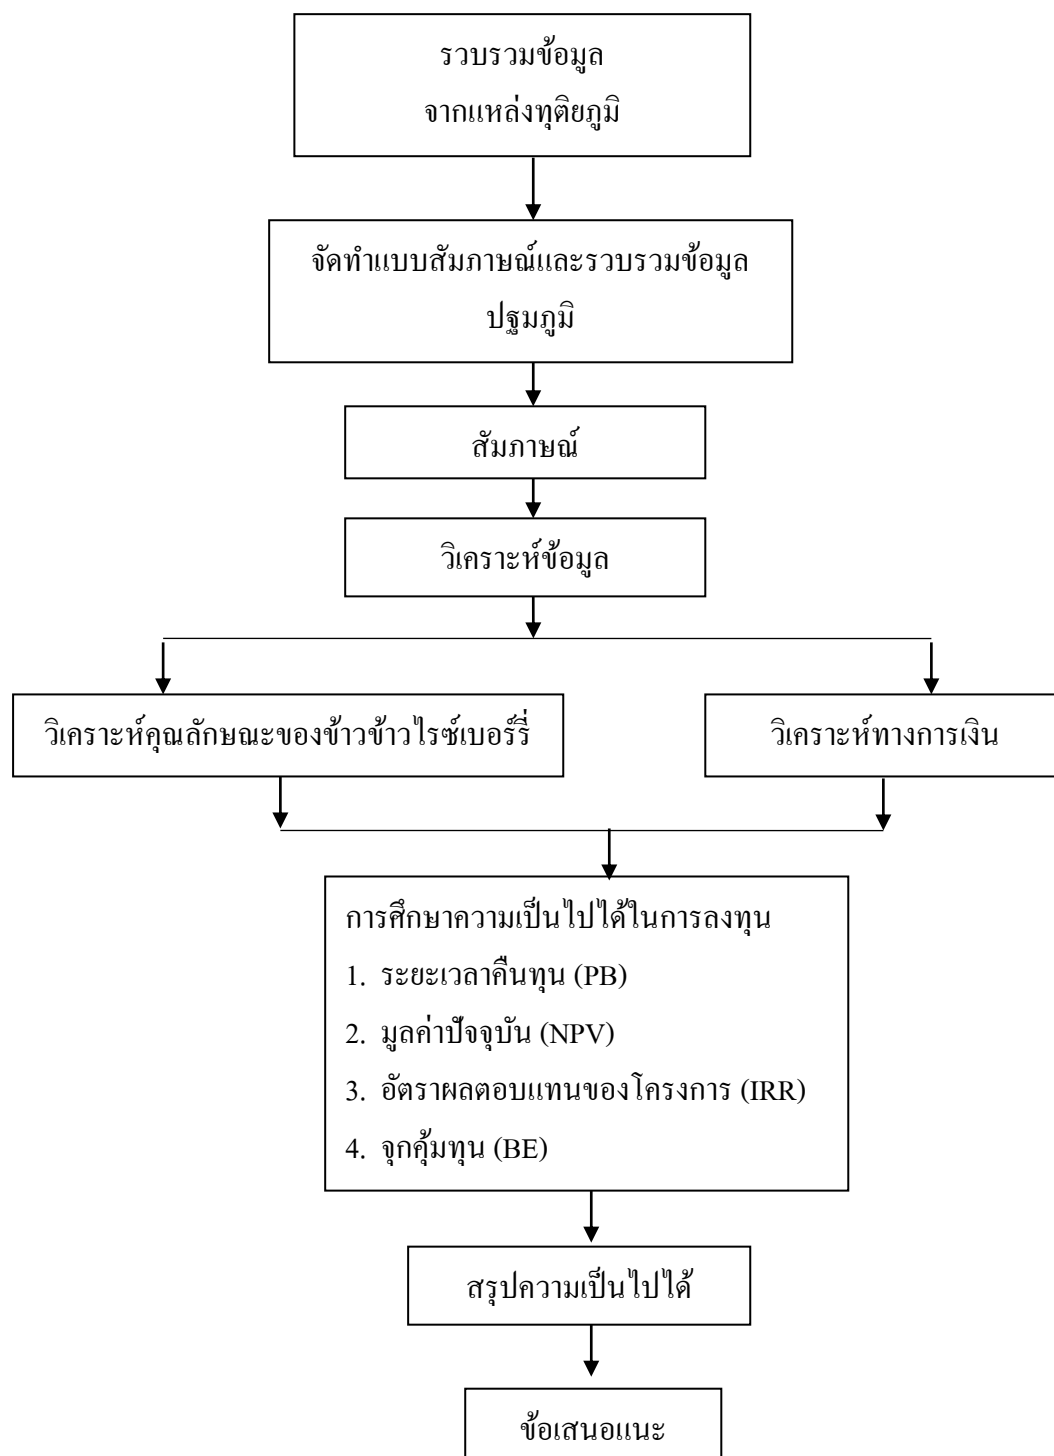 รวบรวมข้อมูล
จากแหล่งทุติยภูมิ
จัดทำแบบสัมภาษณ์และรวบรวมข้อมูล
ปฐมภูมิ
สัมภาษณ์
วิเคราะห์ข้อมูล
วิเคราะห์คุณลักษณะของข้าวข้าวไรซ์เบอร์รี่
วิเคราะห์ทางการเงิน
การศึกษาความเป็นไปได้ในการลงทุน
1. ระยะเวลาคืนทุน (PB)
2. มูลค่าปัจจุบัน (NPV)
3. อัตราผลตอบแทนของโครงการ (IRR)
4. จุกคุ้มทุน (BE)
สรุปความเป็นไปได้
ข้อเสนอแนะ